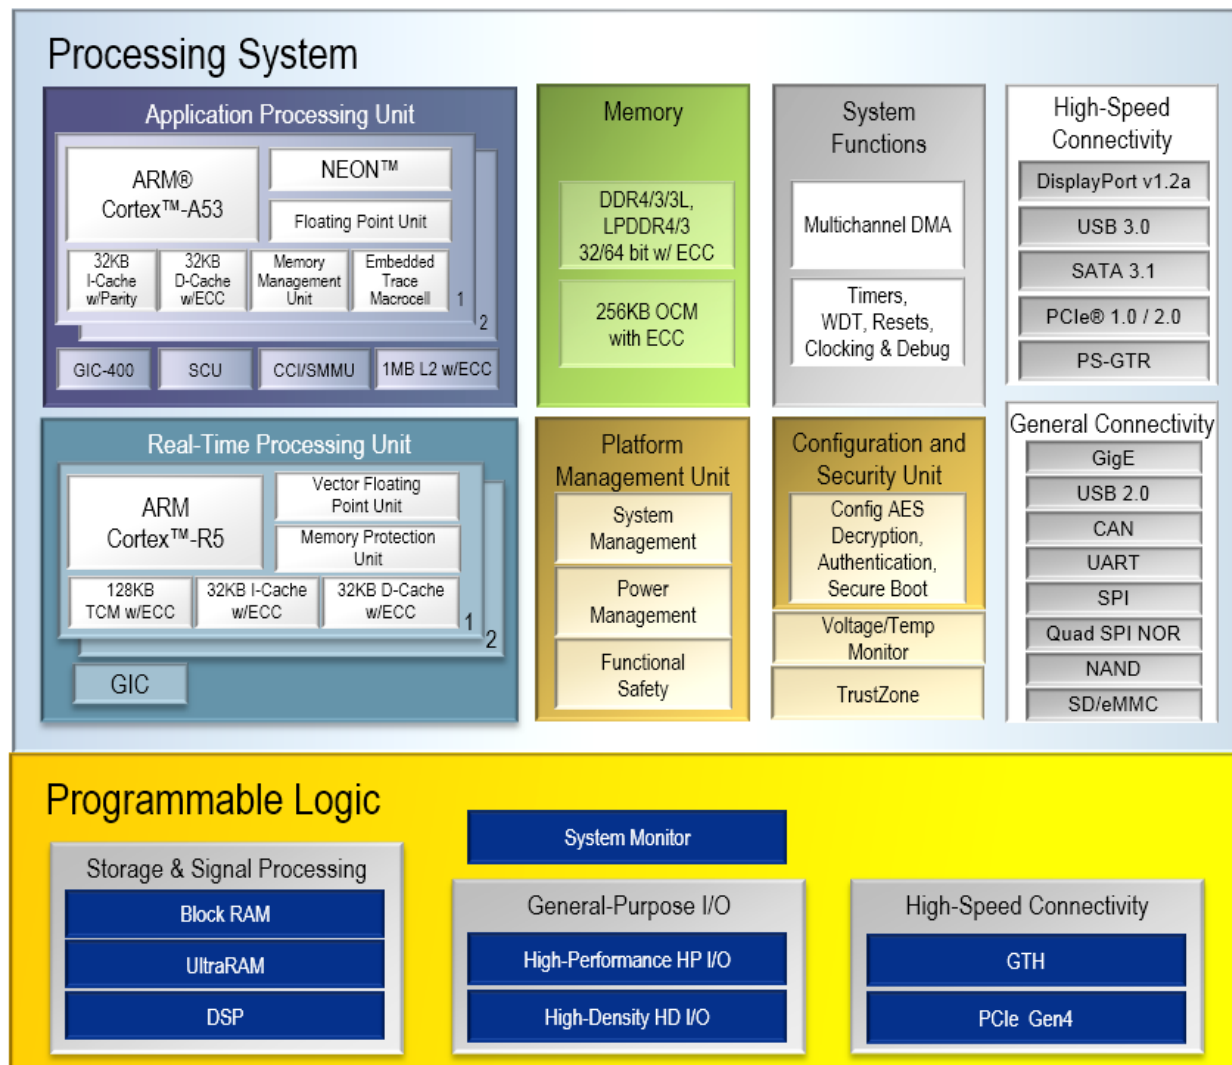 Processing System
Application Processing Unit
ARM®
Cortex™-A53
NEON™
Floating Point Unit
32KB
I-Cache
w/Parity
32KB
D-Cache
w/ECC
Memory
Management
Unit
Embedded
Trace
Macrocell
1
2
GIC-400
SCU
CCI/SMMU
1MB L2 w/ECC
Memory
DDR4/3/3L,
LPDDR4/3
32/64 bit w/ ECC
256KB OCM
with ECC
System
Functions
Multichannel DMA
Timers,
WDT, Resets,
Clocking & Debug
High-Speed
Connectivity
DisplayPort v1.2a
USB 3.0
SATA 3.1
PCIe® 1.0 / 2.0
PS-GTR
Real-Time Processing Unit
ARM
Cortex™-R5
Vector Floating
Point Unit
Memory Protection
Unit
128KB
TCM w/ECC
32KB I-Cache
w/ECC
32KB D-Cache
w/ECC
1
2
GIC
Platform
Management Unit
System
Management
Power
Management
Functional
Safety
Configuration and
Security Unit
Config AES
Decryption,
Authentication,
Secure Boot
Voltage/Temp
Monitor
TrustZone
General Connectivity
GigE
USB 2.0
CAN
UART
SPI
Quad SPI NOR
NAND
SD/eMMC
Programmable Logic
Storage & Signal Processing
Block RAM
UltraRAM
DSP
System Monitor
General-Purpose I/O
High-Performance HP I/O
High-Density HD I/O
High-Speed Connectivity
GTH
PCIe Gen4